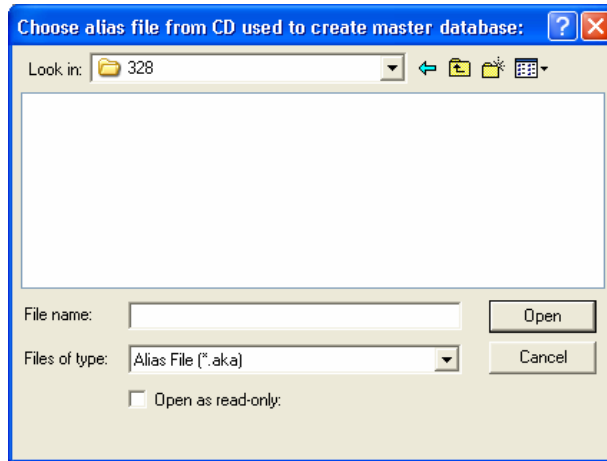 Choose alias file from CD used to create master database:
Look in: 328
File name: Open
Files of type: Alias File (*.aka) Cancel
Open as read-only: